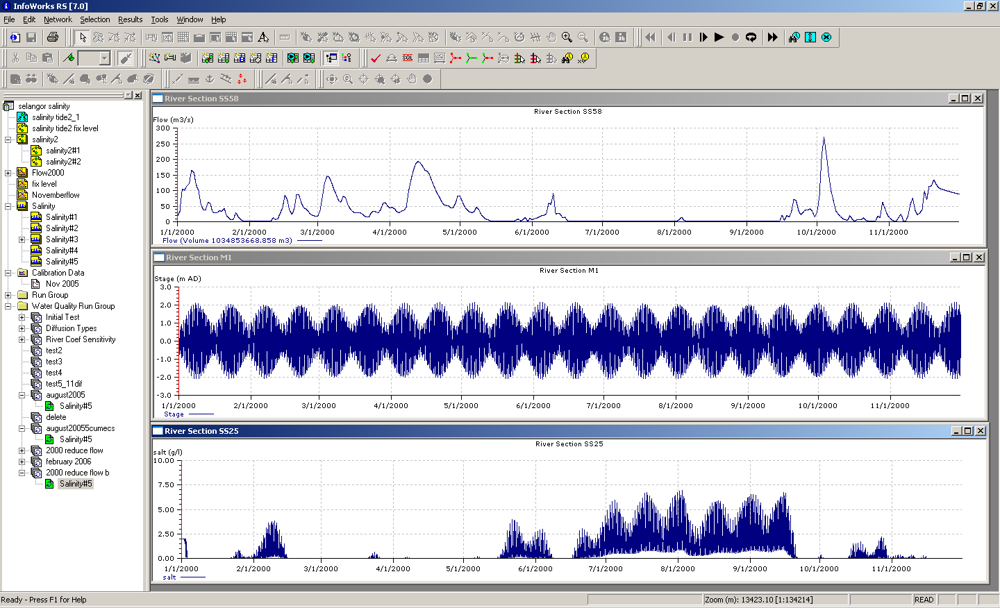 InfoWorks RS [7.0]
File Edit Network Selection Results Tools Window Help
SQL
selangor salinity
salinity tide2_1
salinity tide2 fix level
salinity2
salinity2#1
salinity2#2
Flow2000
fix level
Novemberflow
Salinity
Salinity#1
Salinity#2
Salinity#3
Salinity#4
Salinity#5
Calibration Data
Nov 2005
Run Group
Water Quality Run Group
Initial Test
Diffusion Types
River Coef Sensitivity
test2
test3
test4
test5_11dif
august2005
Salinity#5
delete
august20055cumecs
Salinity#5
2000 reduce flow
february 2006
2000 reduce flow b
Salinity#5
River Section SS58
River Section SS58
Flow (m3/s)
300
250
200
150
100
50
0
1/1/2000 2/1/2000 3/1/2000 4/1/2000 5/1/2000 6/1/2000 7/1/2000 8/1/2000 9/1/2000 10/1/2000 11/1/2000
Flow (Volume 1034853668.858 m3)
River Section M1
River Section M1
Stage (m AD)
3.0
2.0
1.0
0.0
-1.0
-2.0
-3.0
1/1/2000 2/1/2000 3/1/2000 4/1/2000 5/1/2000 6/1/2000 7/1/2000 8/1/2000 9/1/2000 10/1/2000 11/1/2000
Stage
River Section SS25
River Section SS25
salt (g/l)
10.00
7.50
5.00
2.50
0.00
1/1/2000 2/1/2000 3/1/2000 4/1/2000 5/1/2000 6/1/2000 7/1/2000 8/1/2000 9/1/2000 10/1/2000 11/1/2000
salt
Ready - Press F1 for Help
Zoom (m): 13423.10 [1:134214]
READ